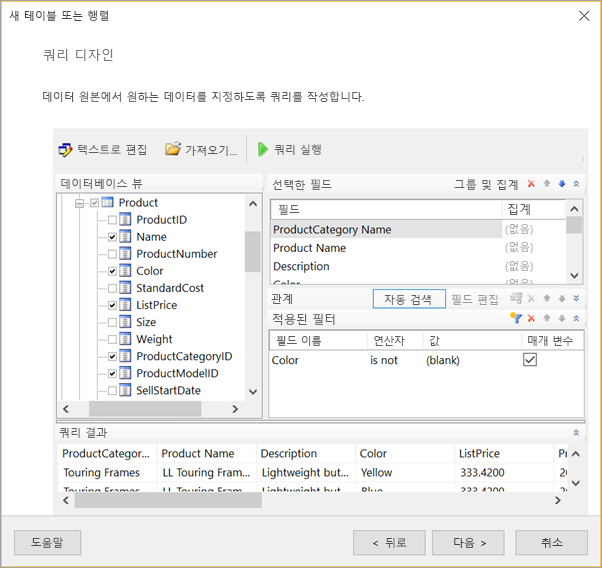 새 테이블 또는 행렬
쿼리 디자인
데이터 원본에서 원하는 데이터를 지정하도록 쿼리를 작성합니다.
텍스트로 편집 가져오기... 쿼리 실행
데이터베이스 뷰
Product
ProductID
Name
ProductNumber
Color
StandardCost
ListPrice
Size
Weight
ProductCategoryID
ProductModelID
SellStartDate
선택한 필드 그룹 및 집계
필드 집계
ProductCategory Name (없음)
Product Name (없음)
Description (없음)
Color (없음)
관계 자동 검색 필드 편집
적용된 필터
필드 이름 연산자 값 매개 변수
Color is not (blank)
쿼리 결과
ProductCategor... Product Name Description Color ListPrice
Touring Frames LL Touring Fram... Lightweight but... Yellow 333.4200
Touring Frames LL Touring Fram... Lightweight but... Blue 333.4200
도움말 < 뒤로 다음 > 취소